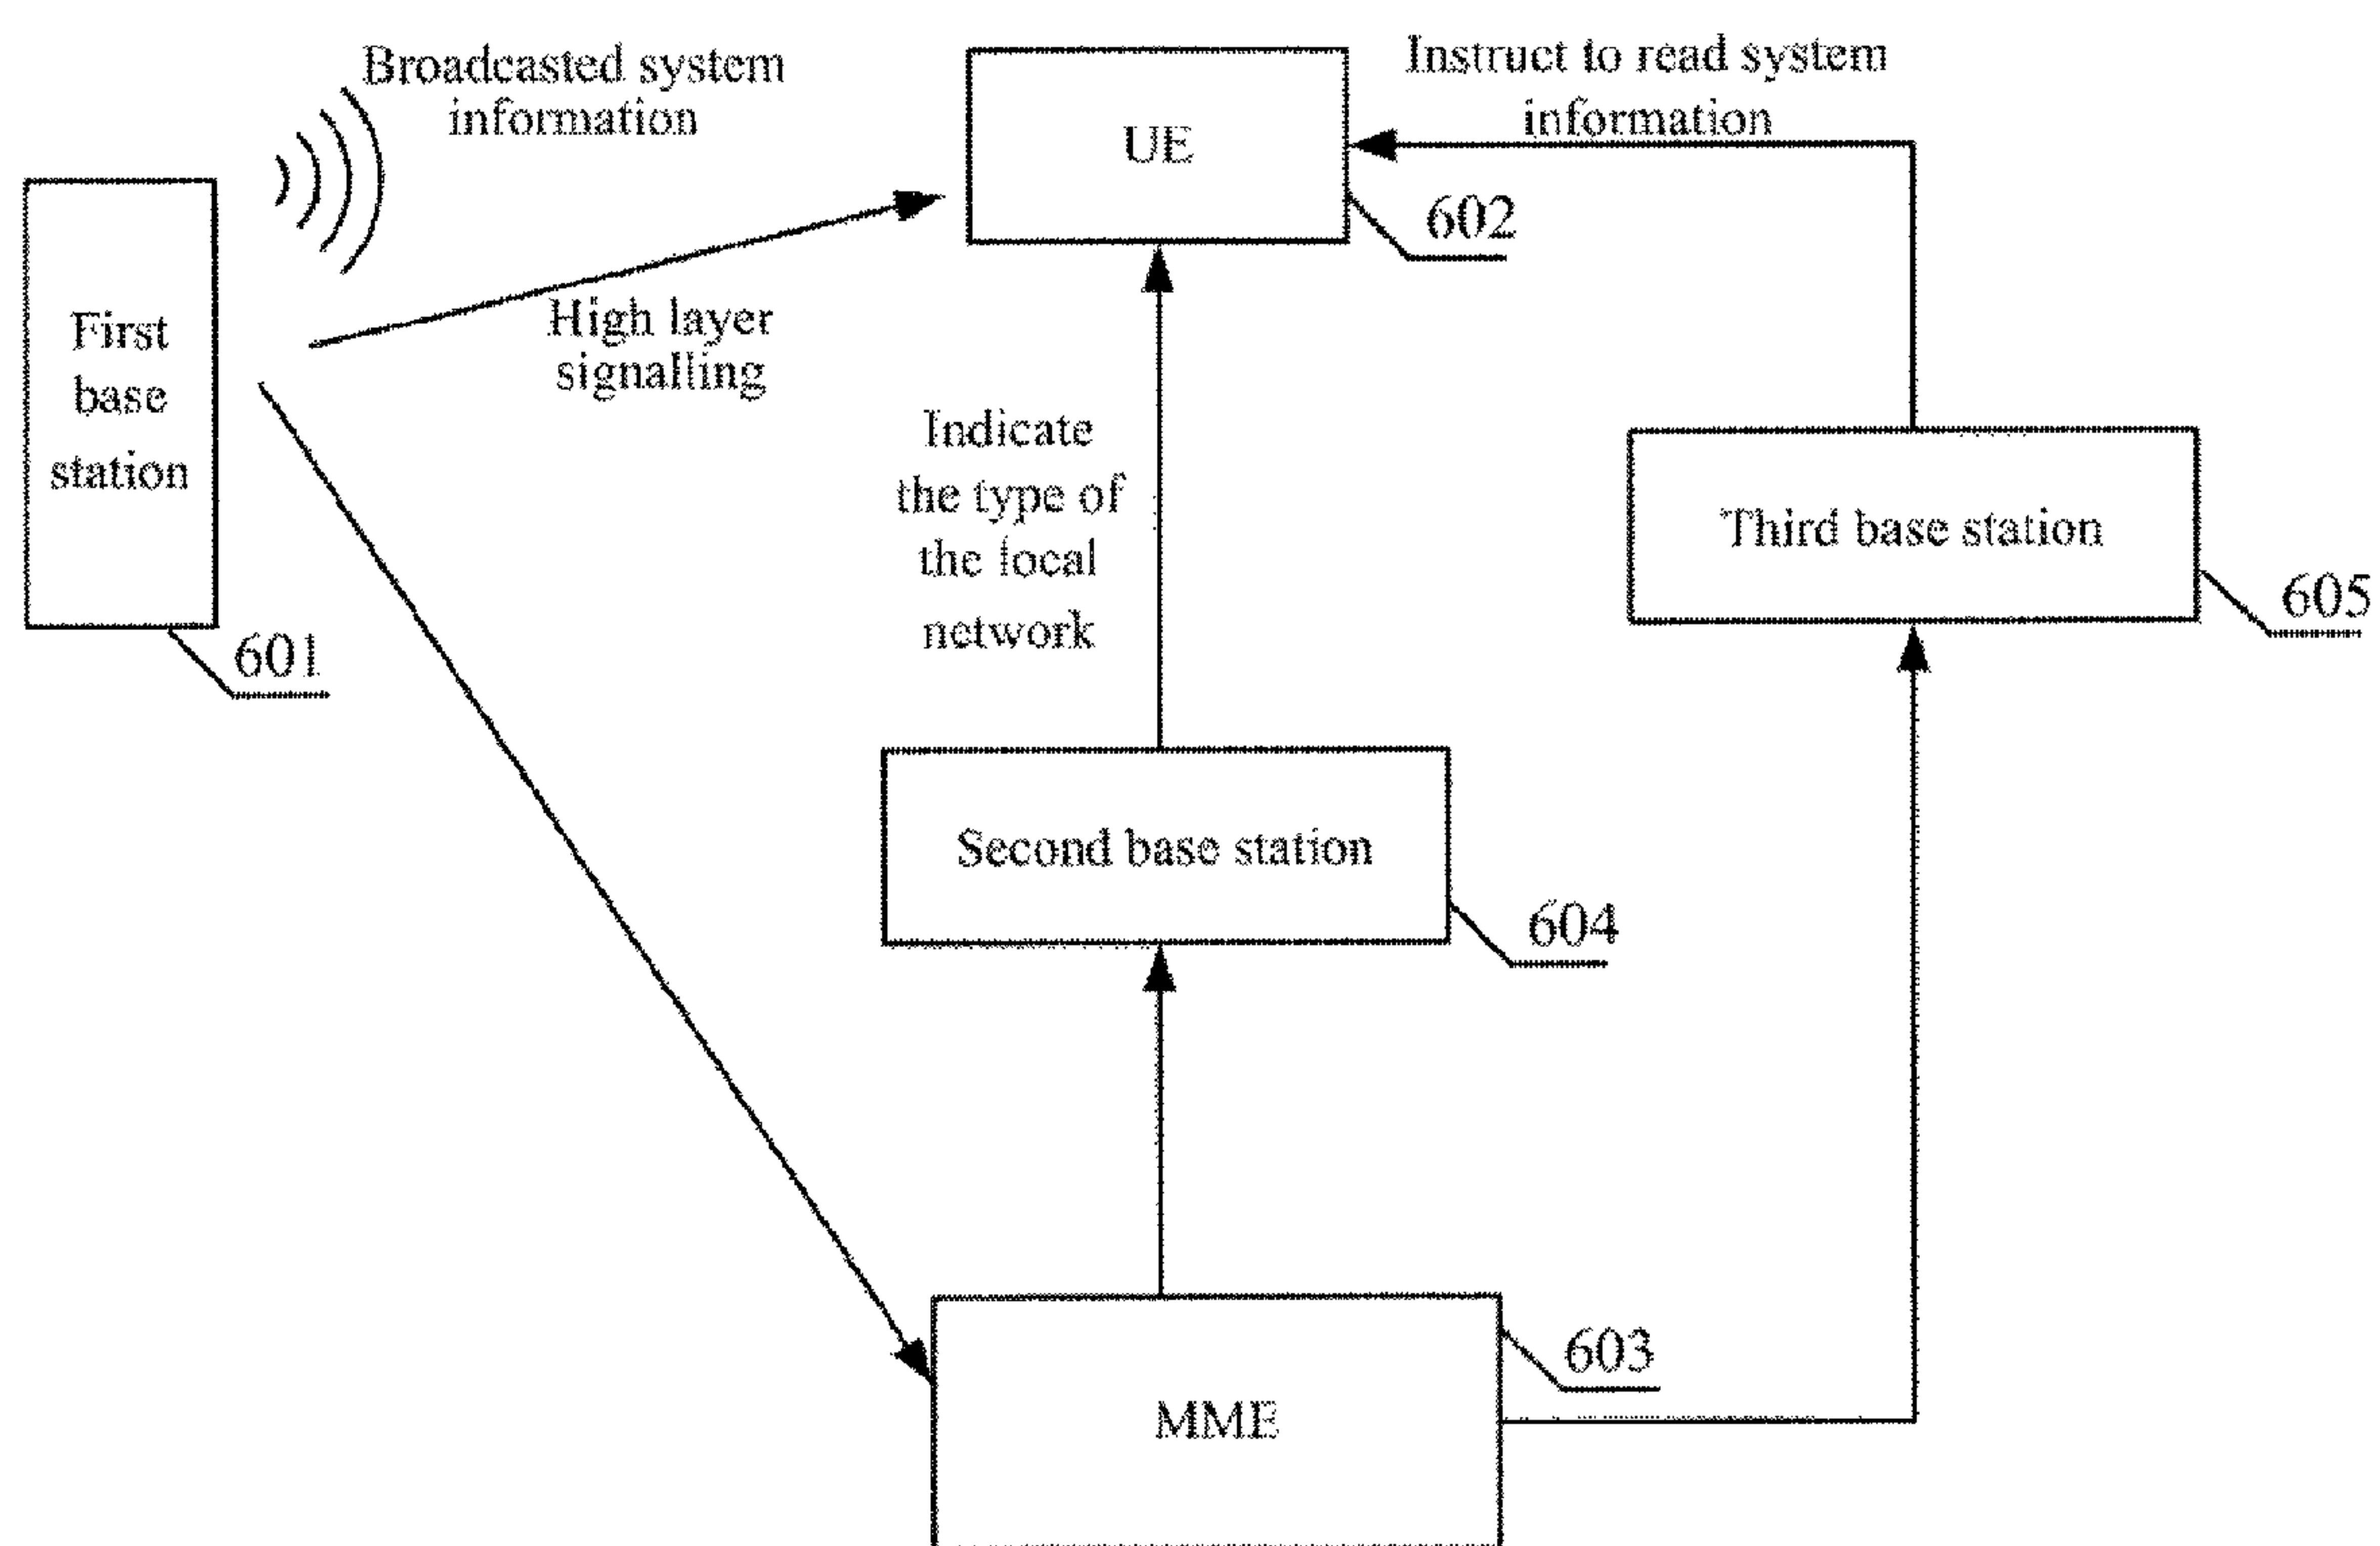 Broadcasted system
information
Instruct to read system
information
UE
602
First
base
station
601
High layer
signalling
Indicate
the type of
the local
network
Third base station
605
Second base station
604
603
MME